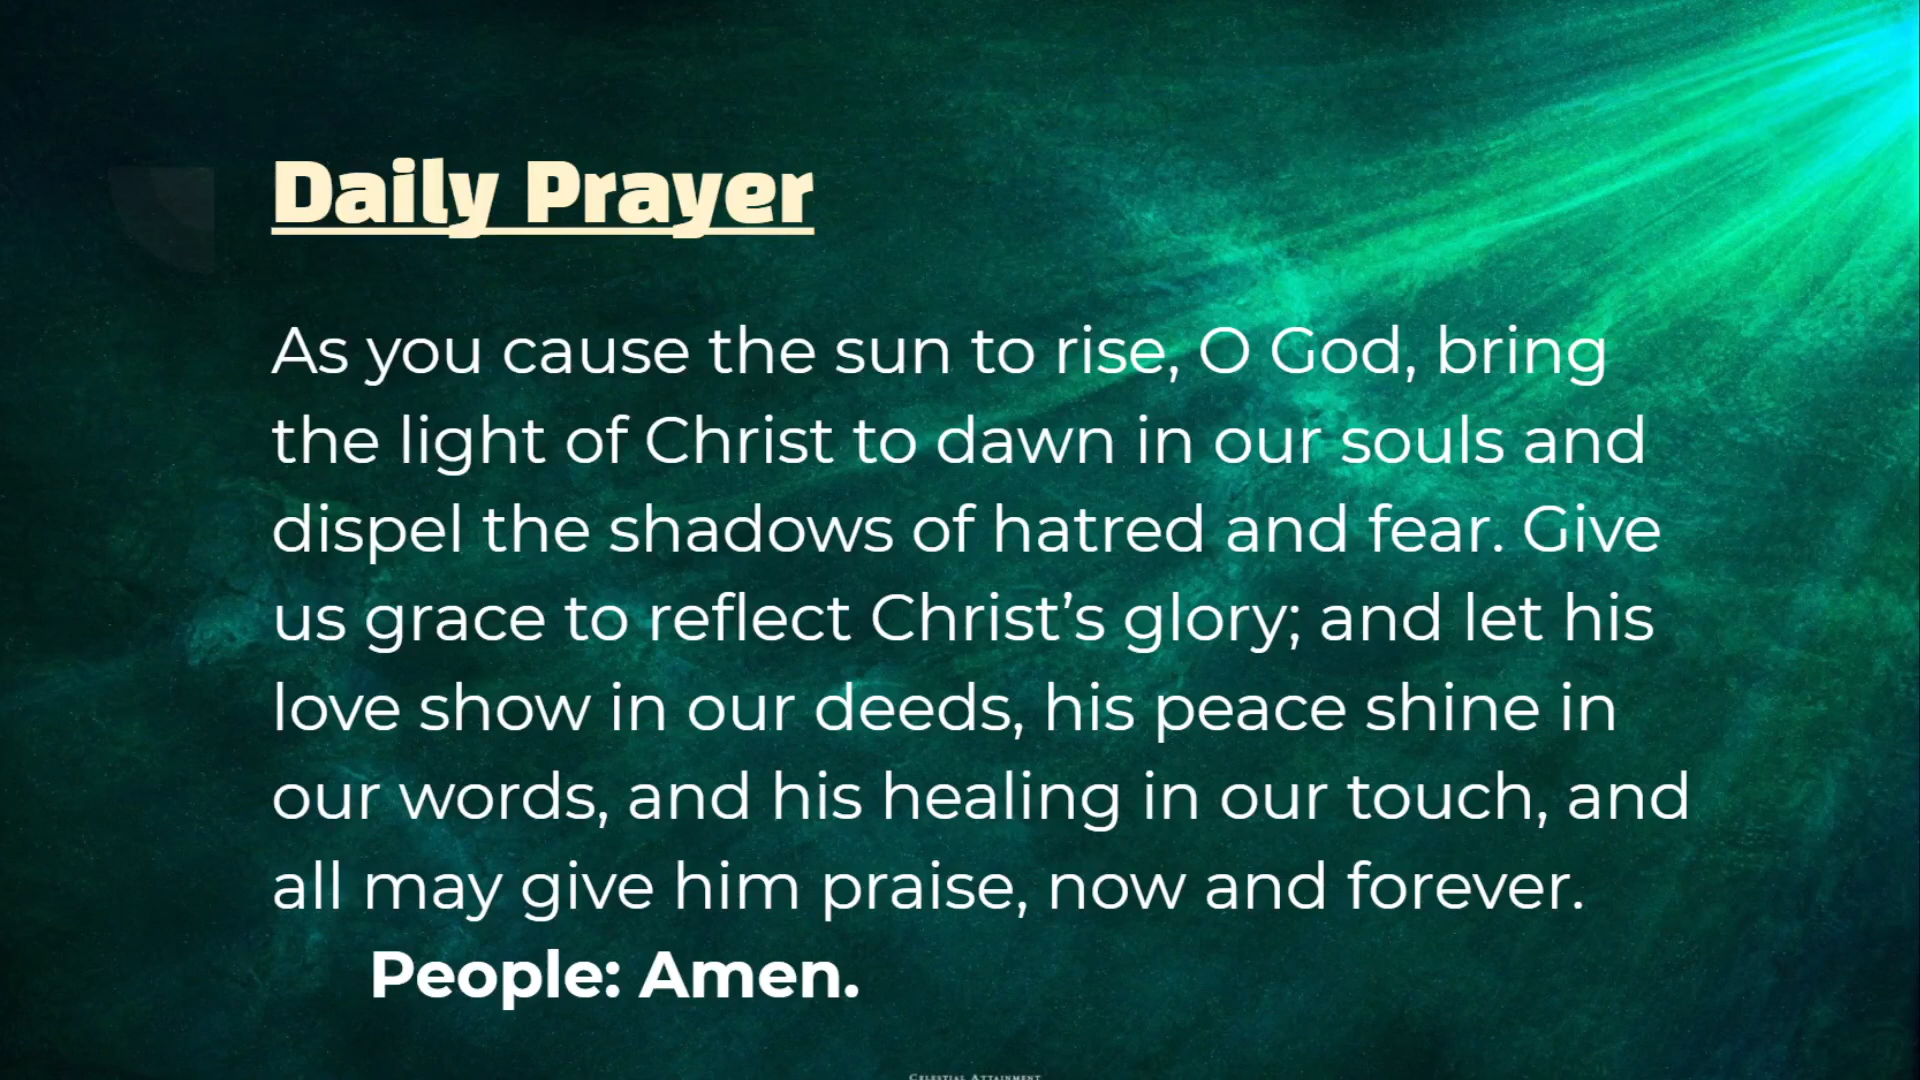 Daily Prayer
As you cause the sun to rise, O God, bring
the light of Christ to dawn in our souls and
dispel the shadows of hatred and fear. Give
us grace to reflect Christ’s glory; and let his
love show in our deeds, his peace shine in
our words, and his healing in our touch, and
all may give him praise, now and forever.
People: Amen.
Celestial Attainment